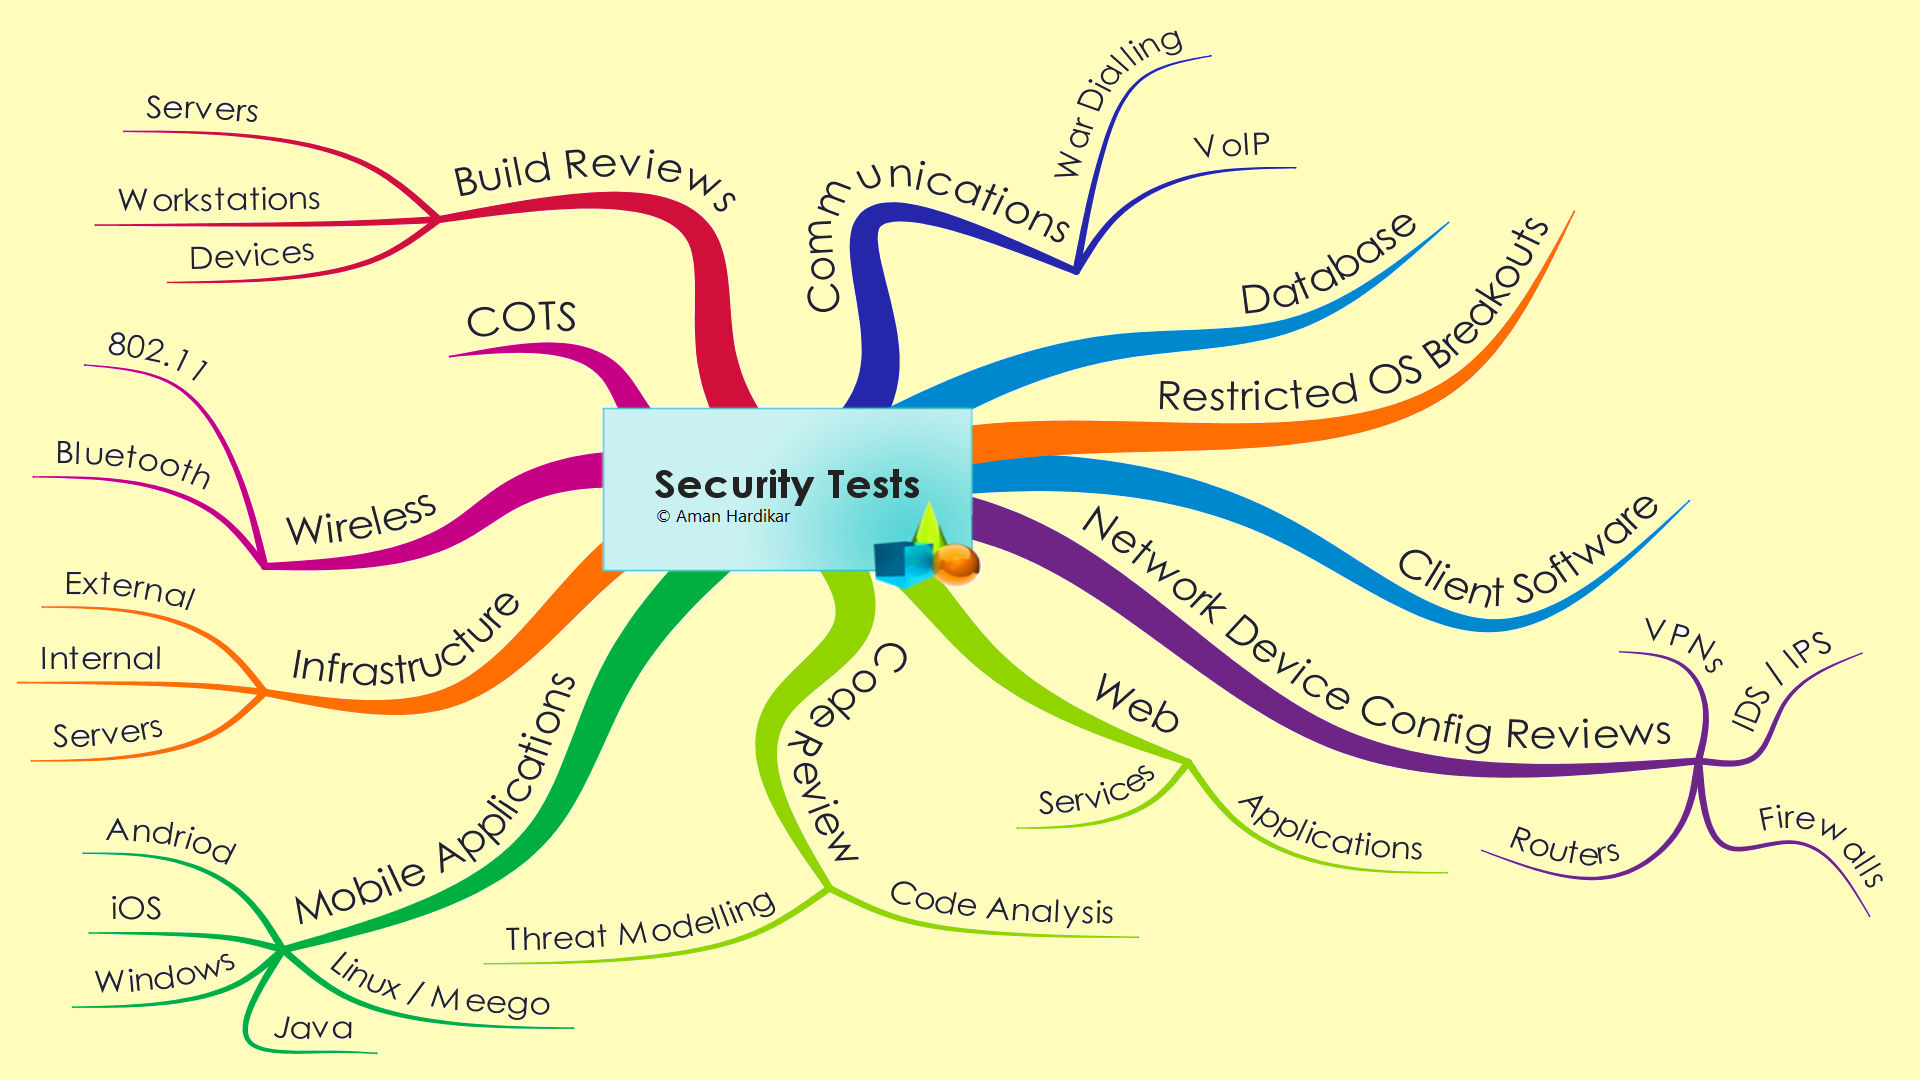 Security Tests
© Aman Hardikar
Communications
War Dialling
VoIP
Database
Restricted OS Breakouts
Client Software
Network Device Config Reviews
VPNs
IDS / IPS
Firewalls
Routers
Web
Applications
Services
Code Review
Code Analysis
Threat Modelling
Mobile Applications
Andriod
iOS
Windows
Java
Linux / Meego
Infrastructure
External
Internal
Servers
Wireless
802.11
Bluetooth
COTS
Build Reviews
Servers
Workstations
Devices